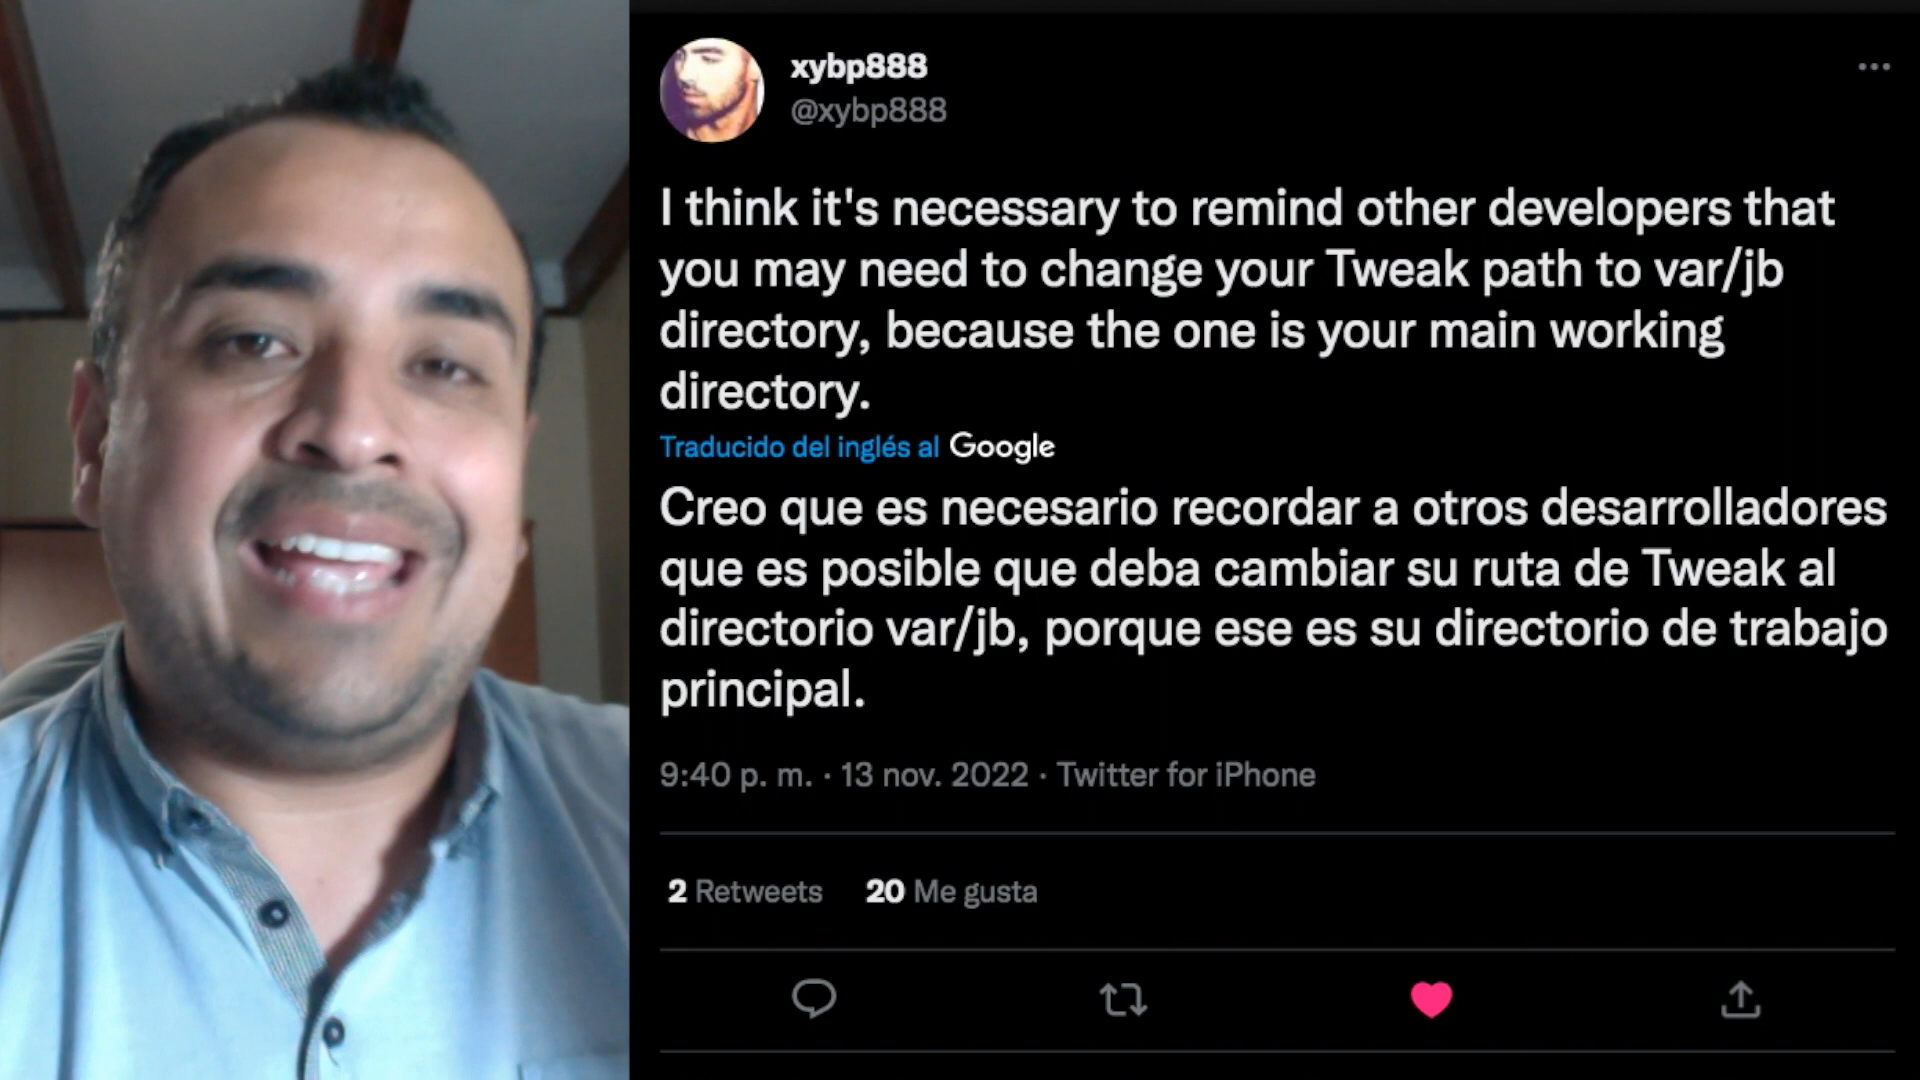 xybp888
@xybp888
I think it's necessary to remind other developers that
you may need to change your Tweak path to var/jb
directory, because the one is your main working
directory.
Traducido del inglés al Google
Creo que es necesario recordar a otros desarrolladores
que es posible que deba cambiar su ruta de Tweak al
directorio var/jb, porque ese es su directorio de trabajo
principal.
9:40 p. m. · 13 nov. 2022 · Twitter for iPhone
2 Retweets 20 Me gusta